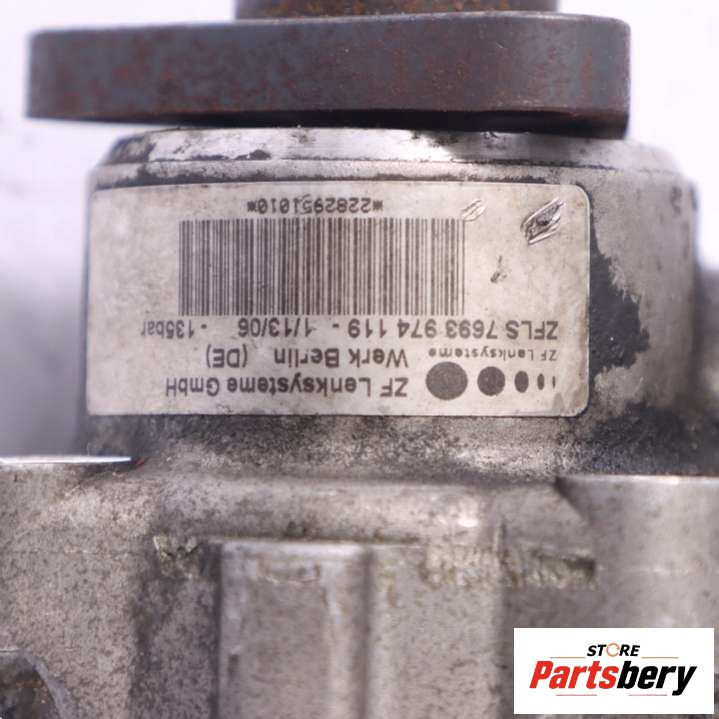 ZF Lenksysteme GmbH
Werk Berlin (DE)
ZF Lenksysteme
ZFLS 7693 974 119 - 1/13/06 - 135bar
*2282951010*
STORE
Partsbery